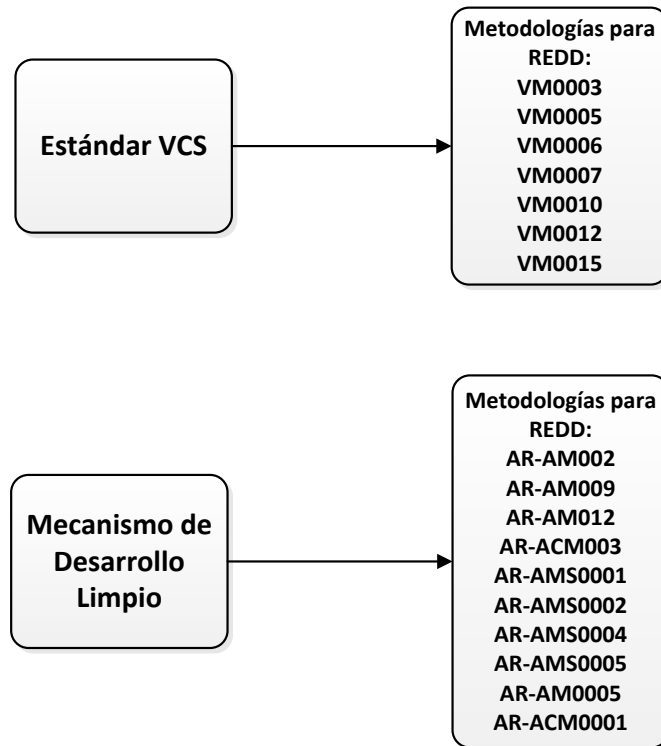 Estándar VCS
Metodologías para
REDD:
VM0003
VM0005
VM0006
VM0007
VM0010
VM0012
VM0015
Mecanismo de
Desarrollo
Limpio
Metodologías para
REDD:
AR-AM002
AR-AM009
AR-AM012
AR-ACM003
AR-AMS0001
AR-AMS0002
AR-AMS0004
AR-AMS0005
AR-AM0005
AR-ACM0001